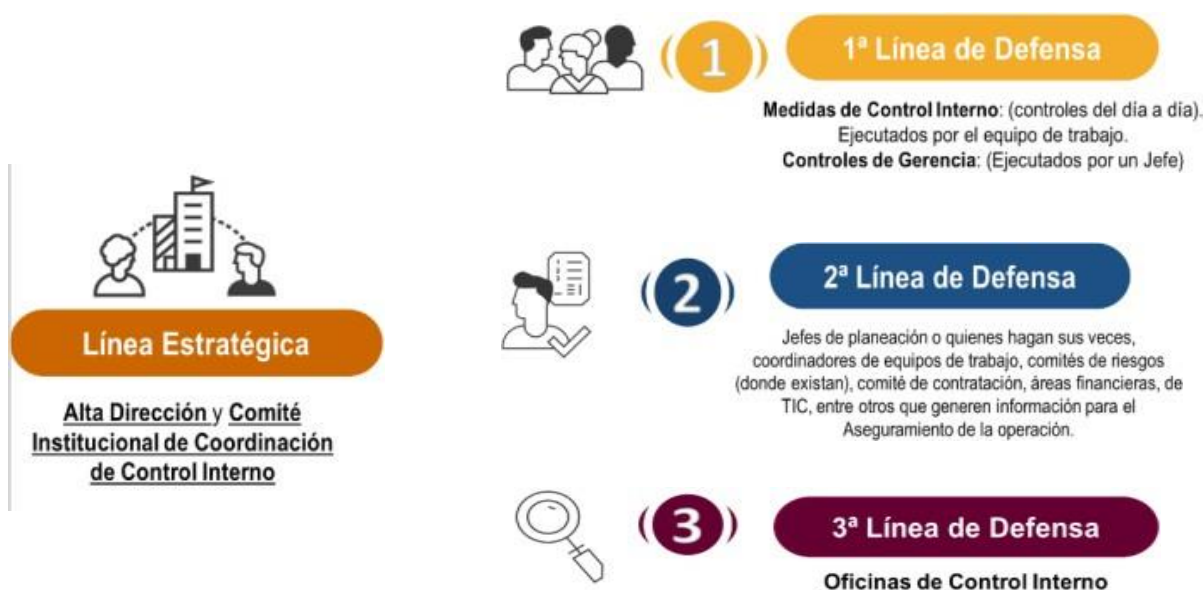 Línea Estratégica
Alta Dirección y Comité
Institucional de Coordinación
de Control Interno
1
1ª Línea de Defensa
Medidas de Control Interno: (controles del día a día).
Ejecutados por el equipo de trabajo.
Controles de Gerencia: (Ejecutados por un Jefe)
2
2ª Línea de Defensa
Jefes de planeación o quienes hagan sus veces,
coordinadores de equipos de trabajo, comités de riesgos
(donde existan), comité de contratación, áreas financieras, de
TIC, entre otros que generen información para el
Aseguramiento de la operación.
3
3ª Línea de Defensa
Oficinas de Control Interno